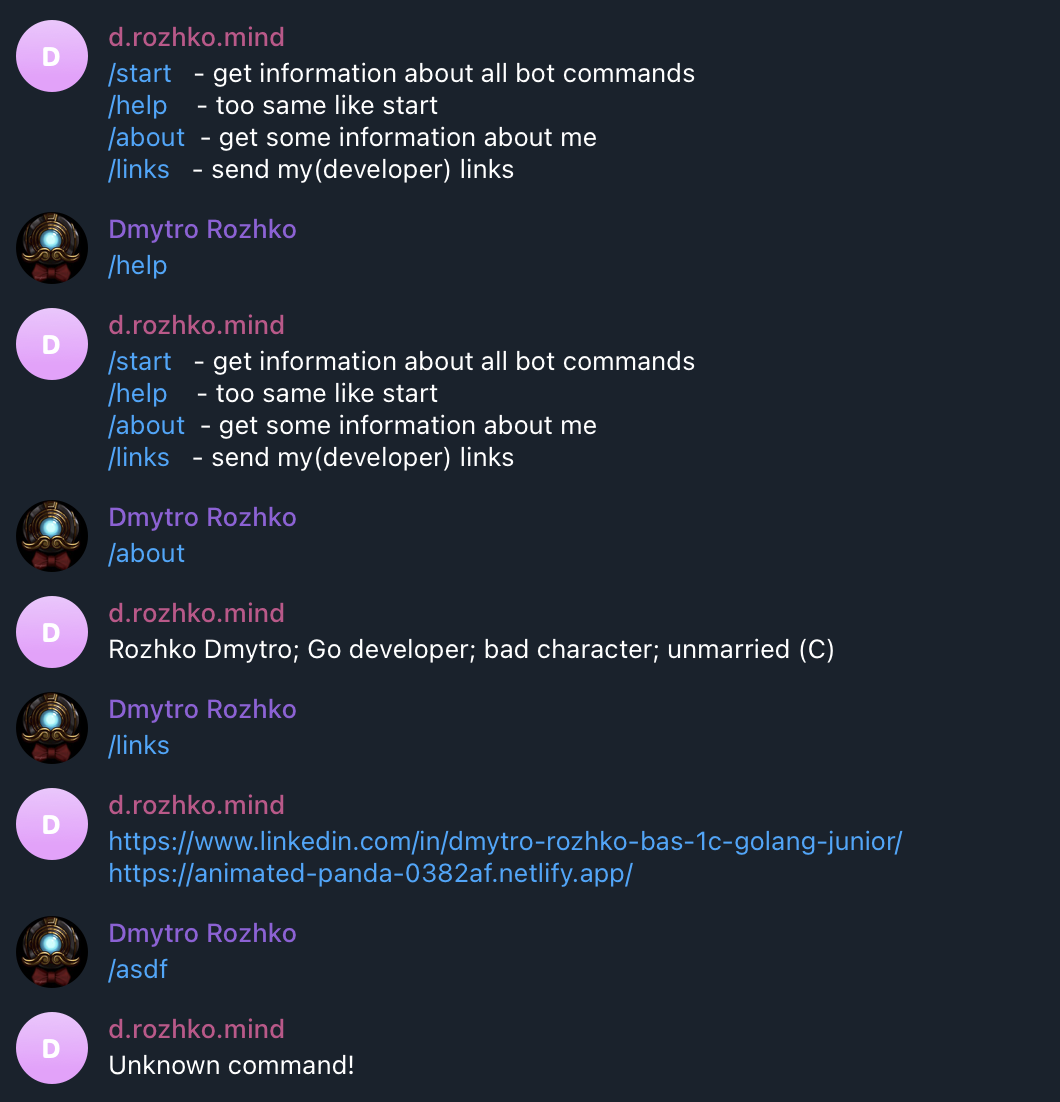 D
d.rozhko.mind
/start - get information about all bot commands
/help - too same like start
/about - get some information about me
/links - send my(developer) links
Dmytro Rozhko
/help
D
d.rozhko.mind
/start - get information about all bot commands
/help - too same like start
/about - get some information about me
/links - send my(developer) links
Dmytro Rozhko
/about
D
d.rozhko.mind
Rozhko Dmytro; Go developer; bad character; unmarried (C)
Dmytro Rozhko
/links
D
d.rozhko.mind
https://www.linkedin.com/in/dmytro-rozhko-bas-1c-golang-junior/
https://animated-panda-0382af.netlify.app/
Dmytro Rozhko
/asdf
D
d.rozhko.mind
Unknown command!